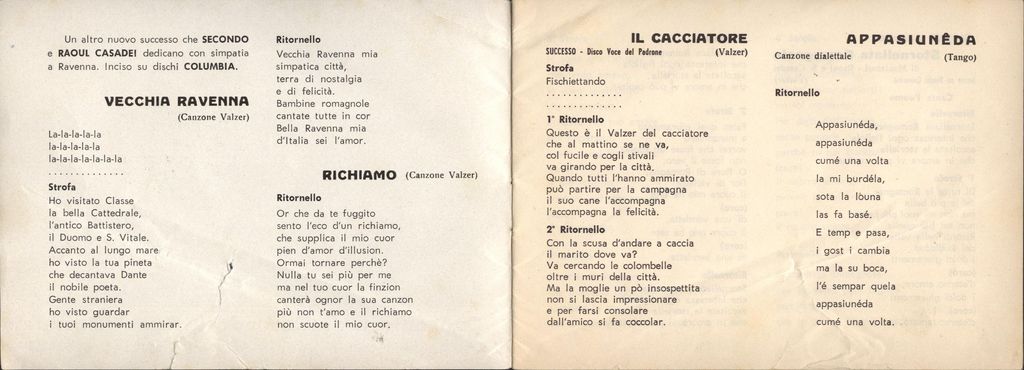 Un altro nuovo successo che SECONDO
e RAOUL CASADEI dedicano con simpatia
a Ravenna. Inciso su dischi COLUMBIA.
VECCHIA RAVENNA
(Canzone Valzer)
La-la-la-la-la
la-la-la-la-la
la-la-la-la-la-la-la
. . . . . . . . . . . . . .
Strofa
Ho visitato Classe
la bella Cattedrale,
l'antico Battistero,
il Duomo e S. Vitale.
Accanto al lungo mare
ho visto la tua pineta
che decantava Dante
il nobile poeta.
Gente straniera
ho visto guardar
i tuoi monumenti ammirar.
Ritornello
Vecchia Ravenna mia
simpatica città,
terra di nostalgia
e di felicità.
Bambine romagnole
cantate tutte in cor
Bella Ravenna mia
d'Italia sei l'amor.
RICHIAMO (Canzone Valzer)
Ritornello
Or che da te fuggito
sento l'eco d'un richiamo,
che supplica il mio cuor
pien d'amor d'illusion.
Ormai tornare perchè?
Nulla tu sei più per me
ma nel tuo cuor la finzion
canterà ognor la sua canzon
più non t'amo e il richiamo
non scuote il mio cuor.
IL CACCIATORE
SUCCESSO - Disco Voce del Padrone (Valzer)
Strofa
Fischiettando
. . . . . . . . . . . . . .
. . . . . . . . . . . . . .
1° Ritornello
Questo è il Valzer del cacciatore
che al mattino se ne va,
col fucile e cogli stivali
va girando per la città.
Quando tutti l'hanno ammirato
può partire per la campagna
il suo cane l'accompagna
l'accompagna la felicità.
2° Ritornello
Con la scusa d'andare a caccia
il marito dove va?
Va cercando le colombelle
oltre i muri della città.
Ma la moglie un pò insospettita
non si lascia impressionare
e per farsi consolare
dall'amico si fa coccolar.
APPASIUNÊDA
Canzone dialettale (Tango)
Ritornello
Appasiunéda,
appasiunéda
cumé una volta
la mi burdéla,
sota la lòuna
las fa basé.
E temp e pasa,
i gost i cambia
ma la su boca,
l'é sempar quela
appasiunéda
cumé una volta.